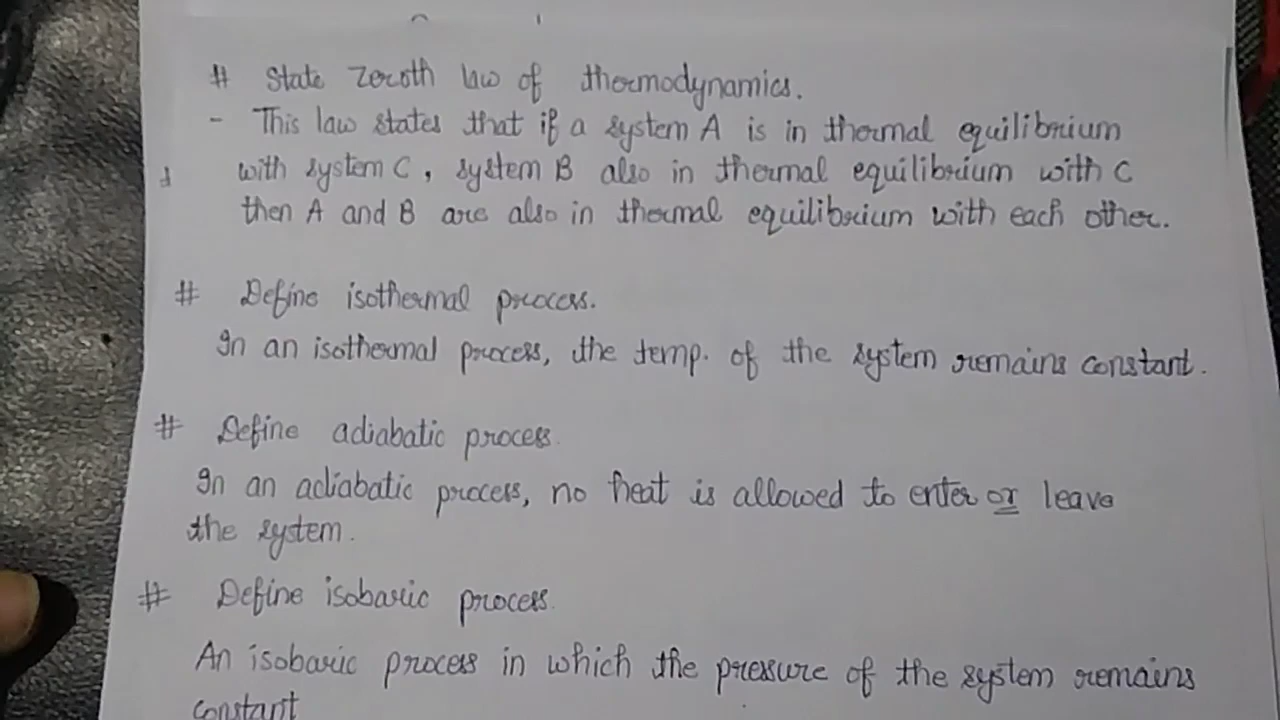 # State zeroth law of thermodynamics.
- This law states that if a system A is in thermal equilibrium
with system C, system B also in thermal equilibrium with C
then A and B are also in thermal equilibrium with each other.
# Define isothermal process.
In an isothermal process, the temp. of the system remains constant.
# Define adiabatic process.
In an adiabatic process, no heat is allowed to enter or leave
the system.
# Define isobaric process.
An isobaric process in which the pressure of the system remains
constant